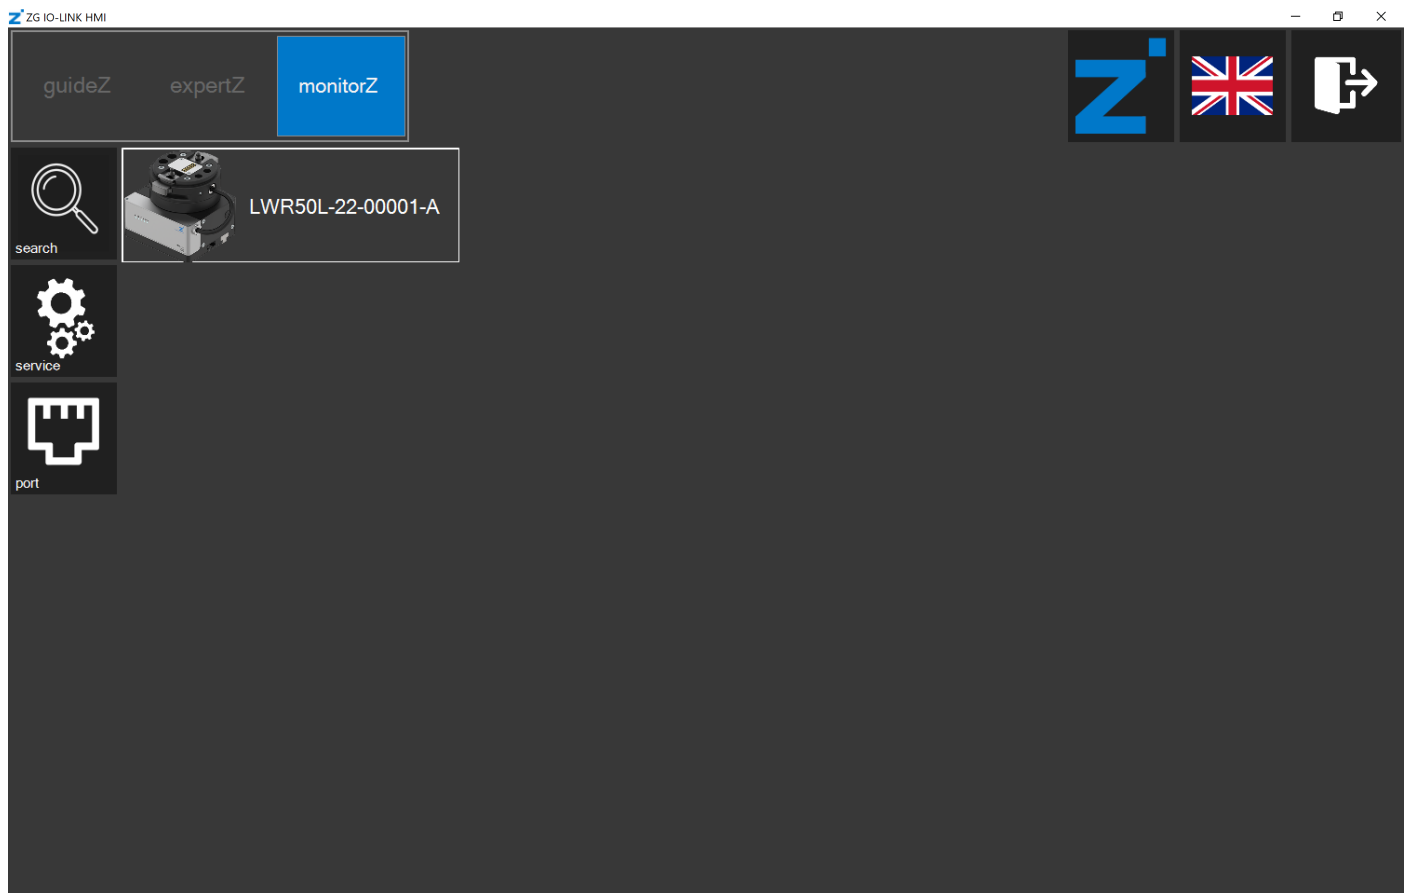 ZG IO-LINK HMI
guideZ expertZ monitorZ
search
LWR50L-22-00001-A
service
port